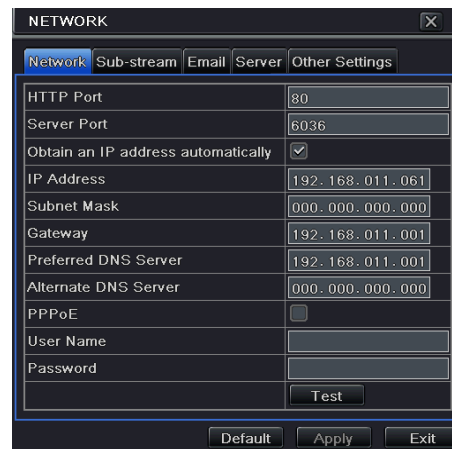 NETWORK
Network Sub-stream Email Server Other Settings
HTTP Port 80
Server Port 6036
Obtain an IP address automatically
IP Address 192.168.011.061
Subnet Mask 000.000.000.000
Gateway 192.168.011.001
Preferred DNS Server 192.168.011.001
Alternate DNS Server 000.000.000.000
PPPoE
User Name
Password
Test
Default Apply Exit